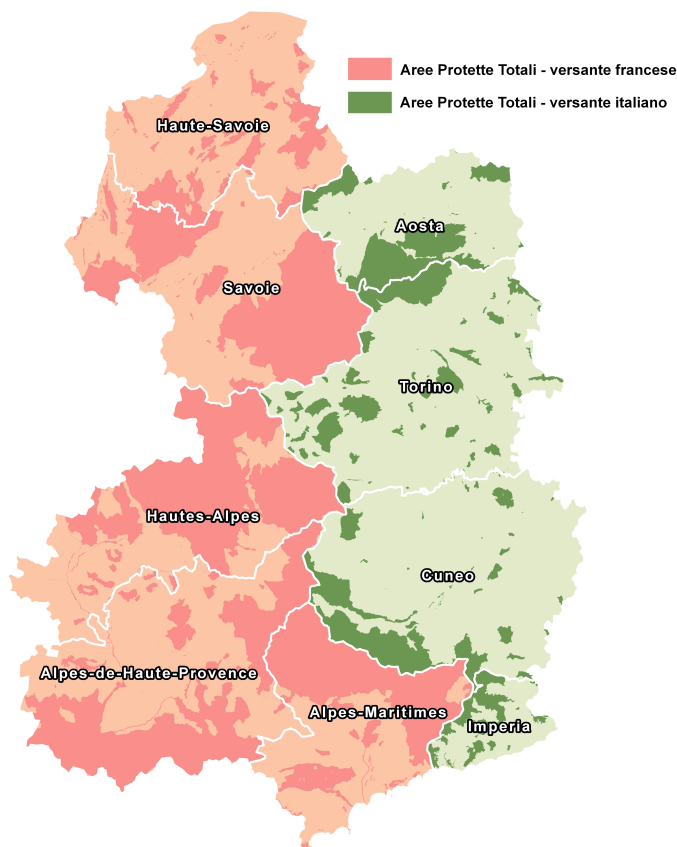 Aree Protette Totali - versante francese
Aree Protette Totali - versante italiano
Haute-Savoie
Aosta
Savoie
Torino
Hautes-Alpes
Cuneo
Alpes-de-Haute-Provence
Alpes-Maritimes
Imperia